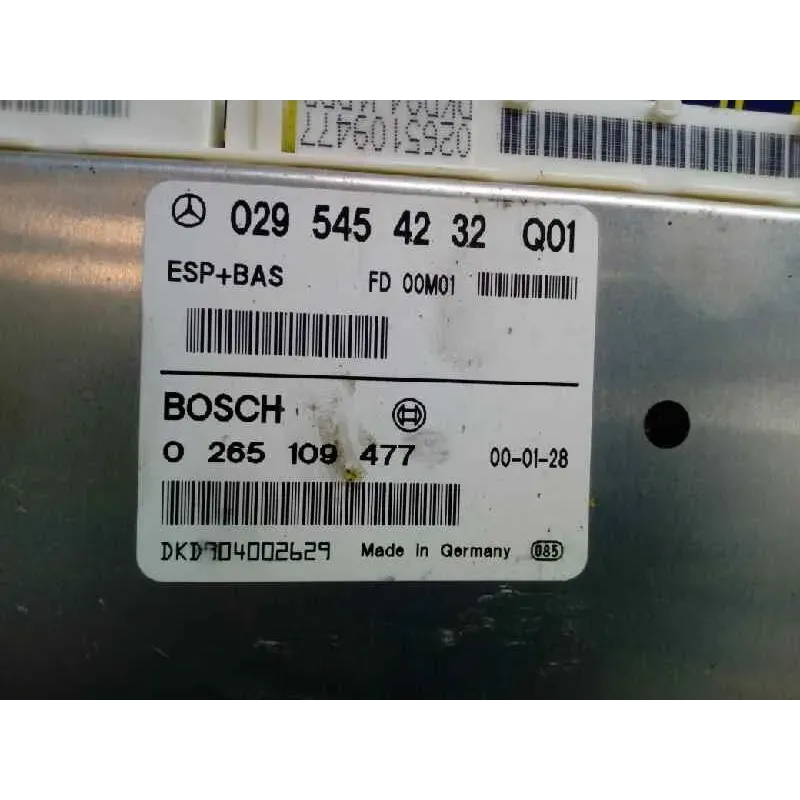 0265109477
029 545 42 32 Q01
ESP+BAS FD 00M01
BOSCH
0 265 109 477 00-01-28
DKD904002629 Made in Germany 085